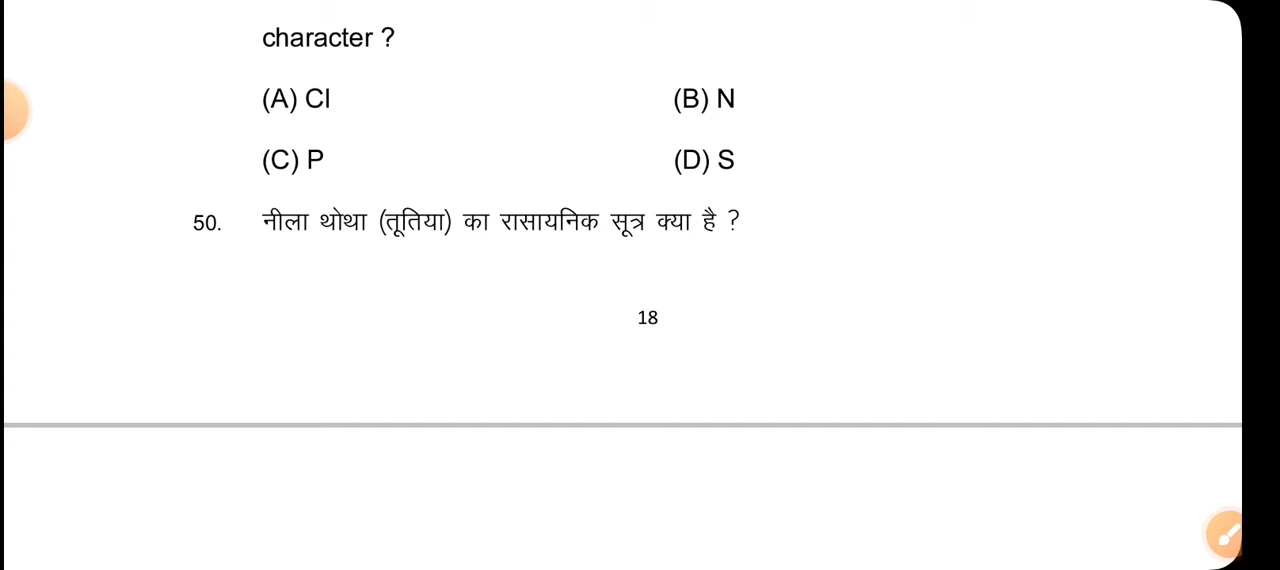 character ?
(A) Cl (B) N
(C) P (D) S
50. नीला थोथा (तूतिया) का रासायनिक सूत्र क्या है ?
18